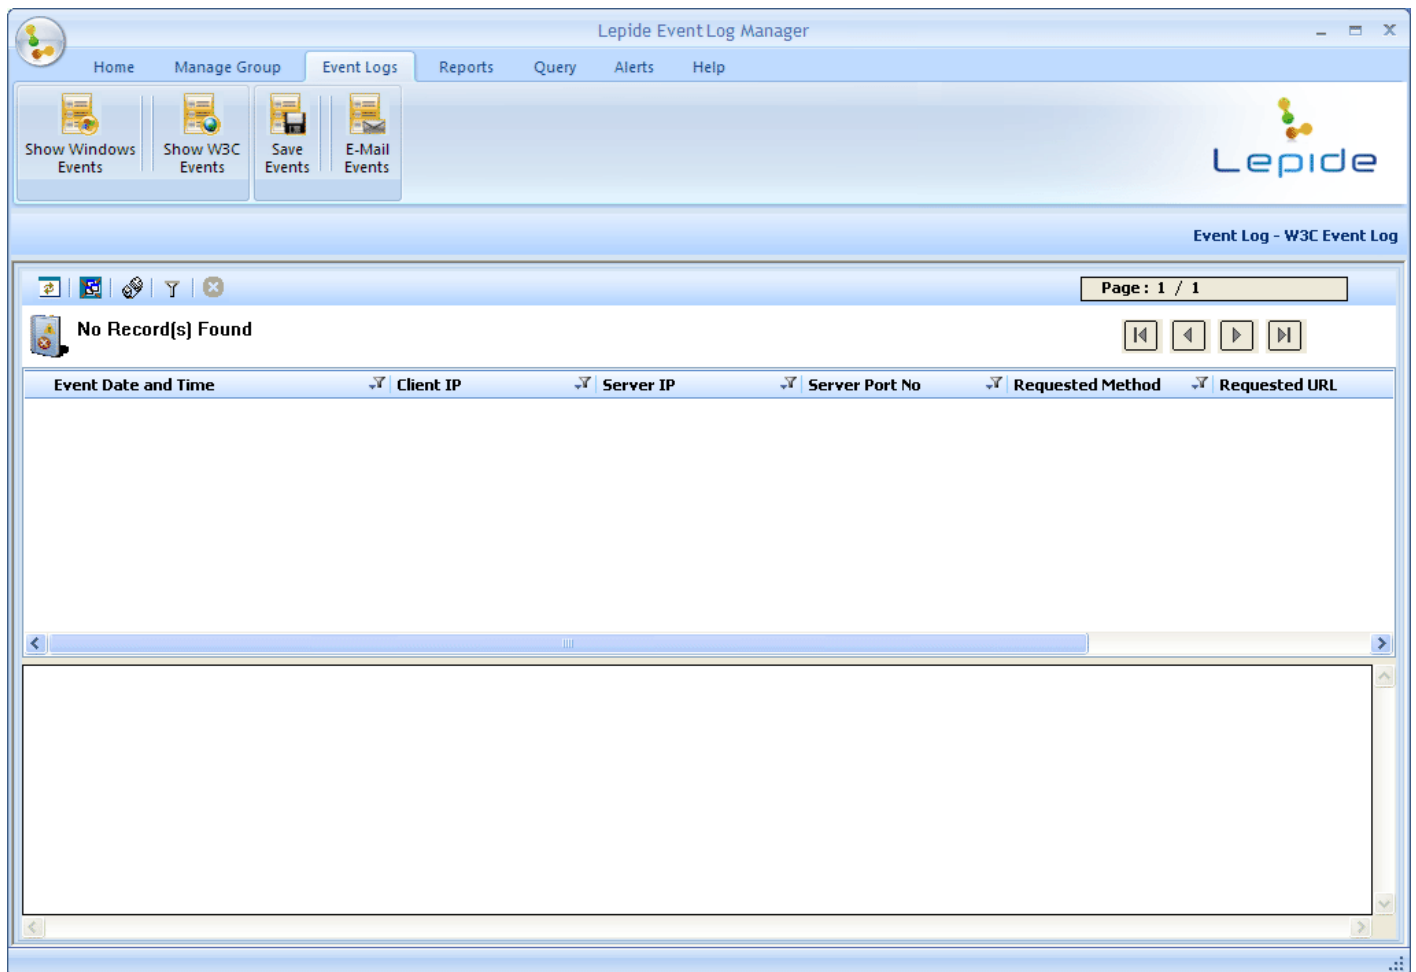 Lepide Event Log Manager
Home Manage Group Event Logs Reports Query Alerts Help
Show Windows Events
Show W3C Events
Save Events
E-Mail Events
Lepide
Event Log - W3C Event Log
Page: 1 / 1
No Record(s) Found
Event Date and Time Client IP Server IP Server Port No Requested Method Requested URL